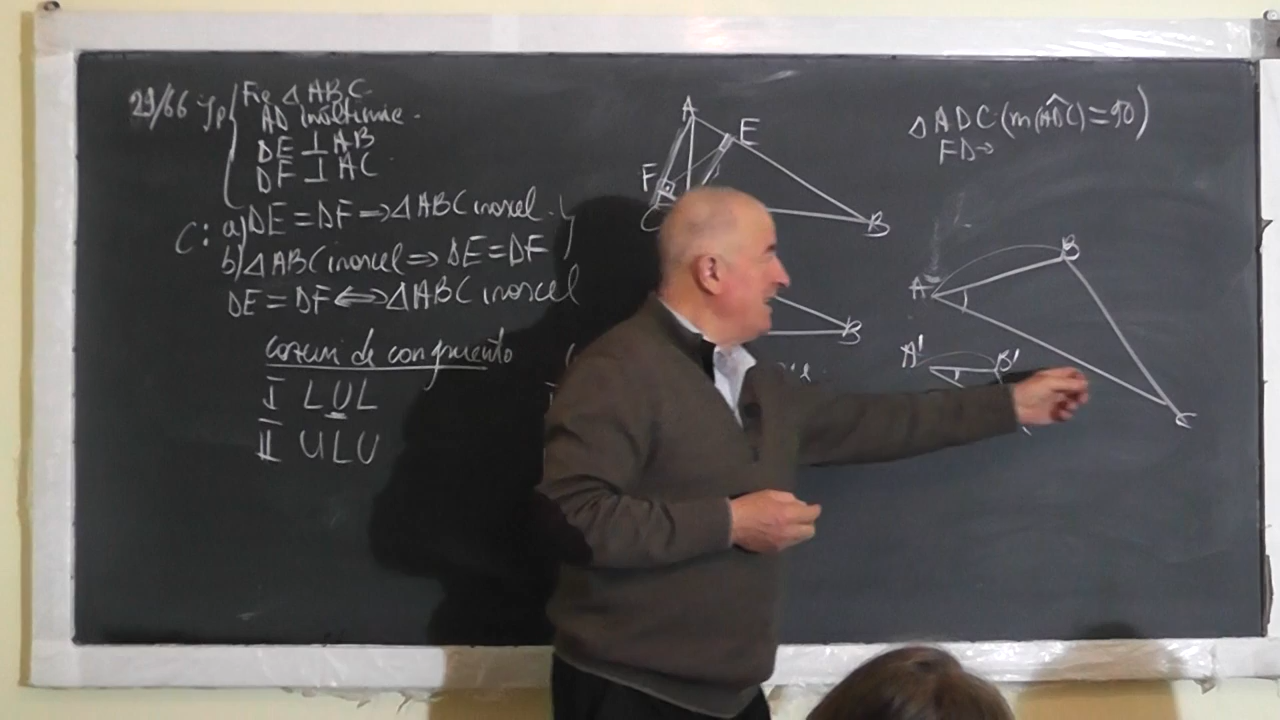 29/66 Ip { Fie △ABC
AD înălțime.
DE ⊥ AB
DF ⊥ AC
C: a) DE = DF ⇒ △ABC isoscel.
b) △ABC isoscel ⇒ DE = DF
DE = DF ⇔ △ABC isoscel
cazuri de congruență
I LUL
II ULU
A
E
F
C
B
B
△ADC (m(ADC) = 90)
FD→
B
A
C
A' B'